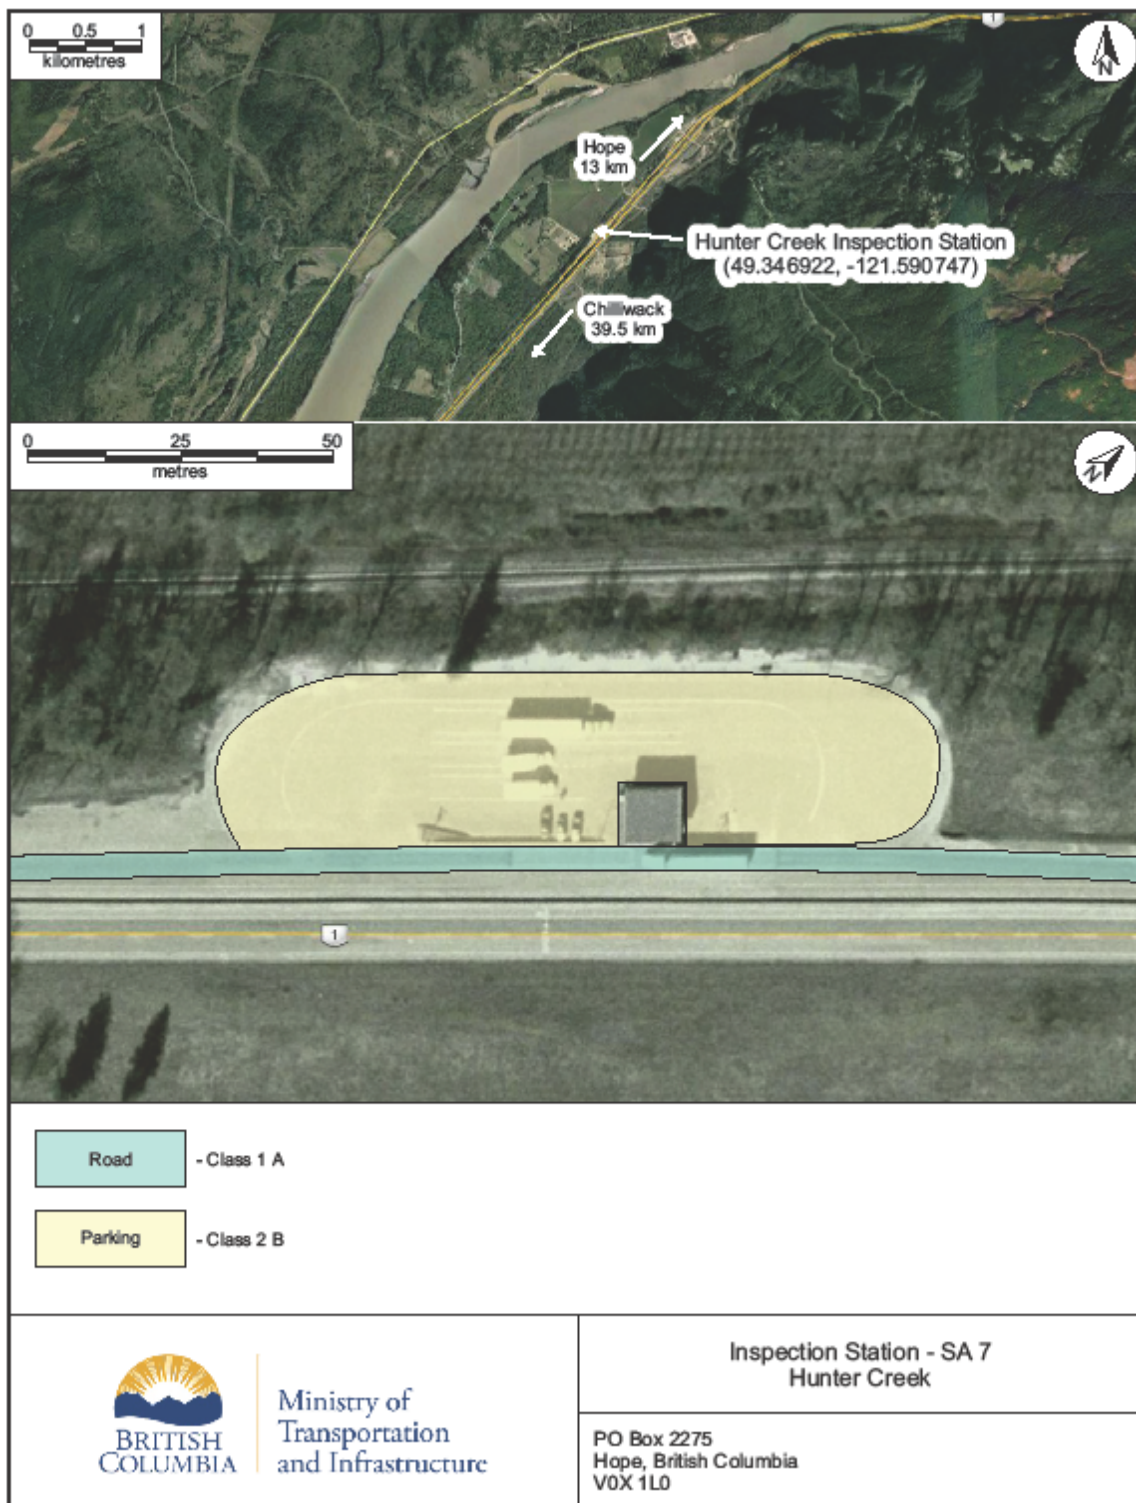 0 0.5 1
kilometres
1
N
Hope
13 km
Hunter Creek Inspection Station
(49.346922, -121.590747)
Chilliwack
39.5 km
0 25 50
metres
N
1
Road - Class 1 A
Parking - Class 2 B
BRITISH
COLUMBIA
Ministry of
Transportation
and Infrastructure
Inspection Station - SA 7
Hunter Creek
PO Box 2275
Hope, British Columbia
V0X 1L0